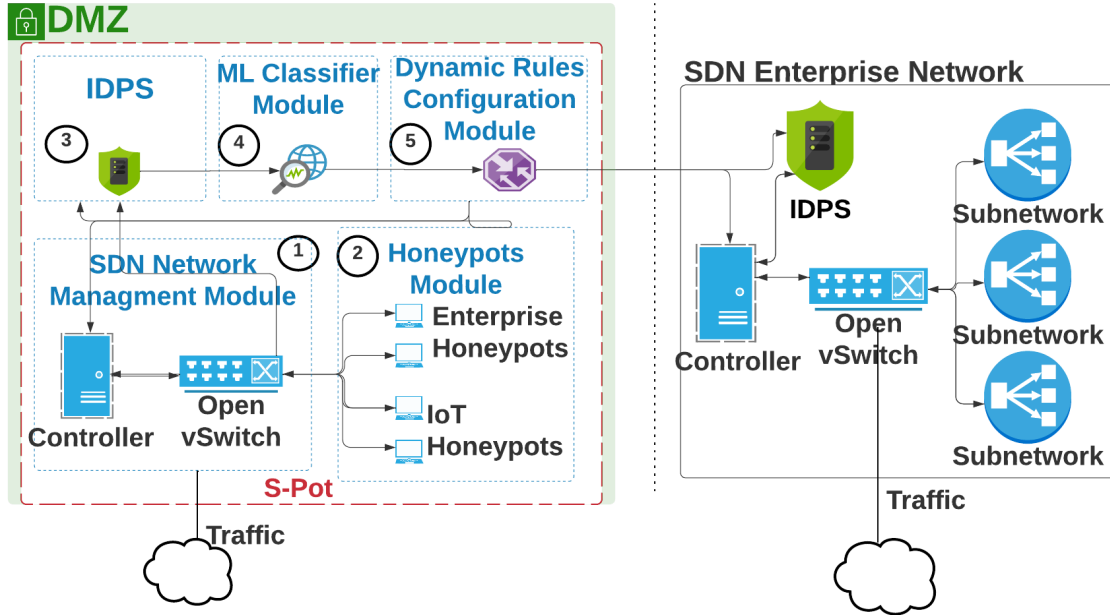 DMZ
IDPS
3
ML Classifier
Module
4
Dynamic Rules
Configuration
Module
5
SDN Network
Managment Module
1
Controller
Open
vSwitch
2
Honeypots
Module
Enterprise
Honeypots
IoT
Honeypots
S-Pot
Traffic
SDN Enterprise Network
IDPS
Controller
Open
vSwitch
Subnetwork
Subnetwork
Subnetwork
Traffic